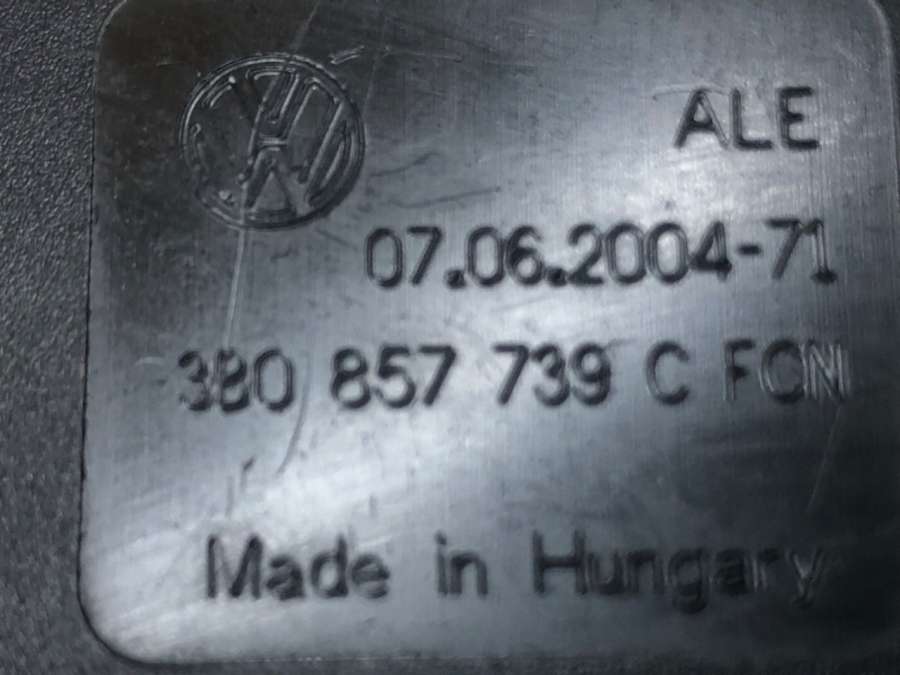 ALE
07.06.2004-71
3B0 857 739 C FCN
Made in Hungary